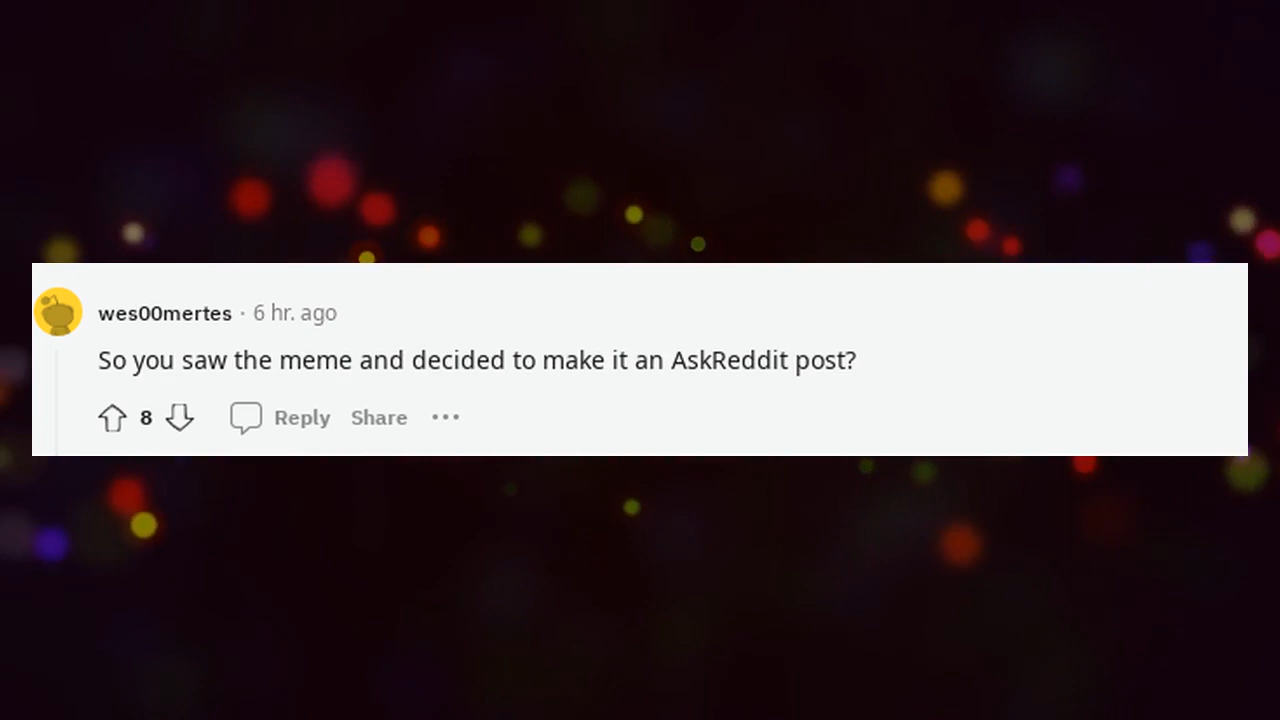 wes00mertes · 6 hr. ago
So you saw the meme and decided to make it an AskReddit post?
8 Reply Share ···